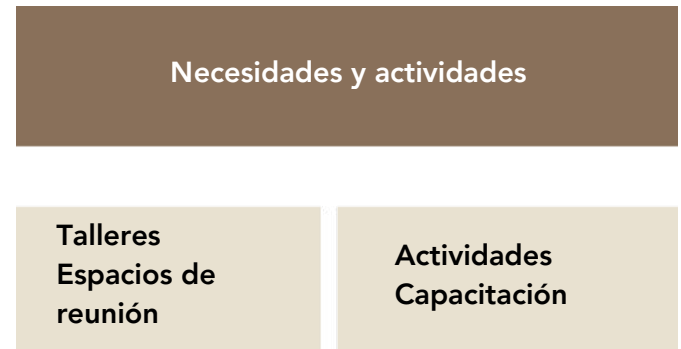 Necesidades y actividades
Talleres
Espacios de
reunión
Actividades
Capacitación